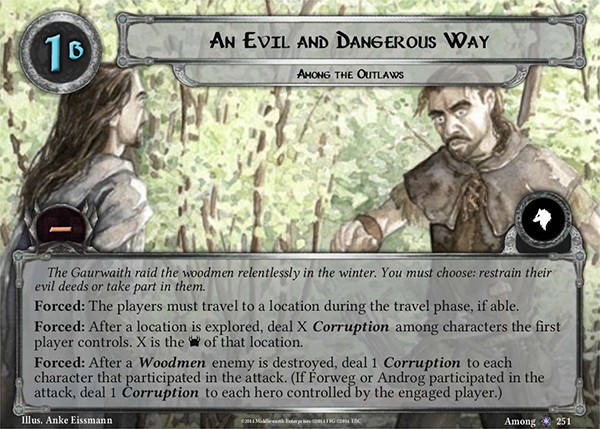 1B
An Evil and Dangerous Way
Among the Outlaws
–
The Gaurwaith raid the woodmen relentlessly in the winter. You must choose: restrain their
evil deeds or take part in them.
Forced: The players must travel to a location during the travel phase, if able.
Forced: After a location is explored, deal X Corruption among characters the first
player controls. X is the of that location.
Forced: After a Woodmen enemy is destroyed, deal 1 Corruption to each
character that participated in the attack. (If Forweg or Androg participated in the
attack, deal 1 Corruption to each hero controlled by the engaged player.)
Illus. Anke Eissmann
Middle-earth Enterprises
Among 251